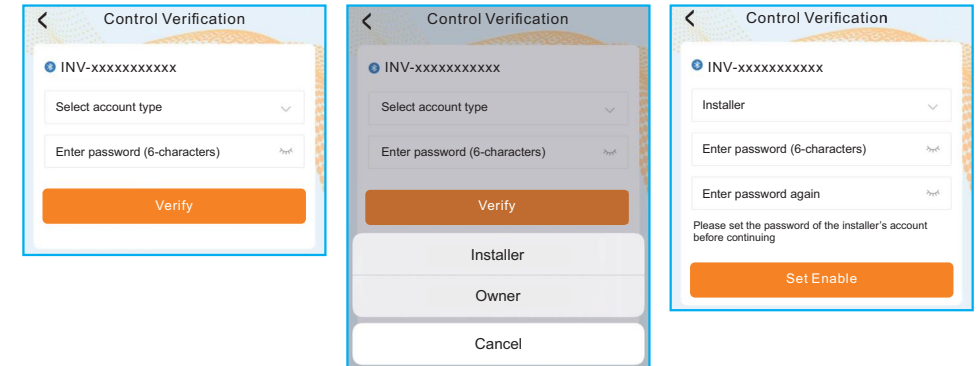 Control Verification
INV-xxxxxxxxxxx
Select account type
Enter password (6-characters)
Verify
Control Verification
INV-xxxxxxxxxxx
Select account type
Enter password (6-characters)
Verify
Installer
Owner
Cancel
Control Verification
INV-xxxxxxxxxxx
Installer
Enter password (6-characters)
Enter password again
Please set the password of the installer's account
before continuing
Set Enable